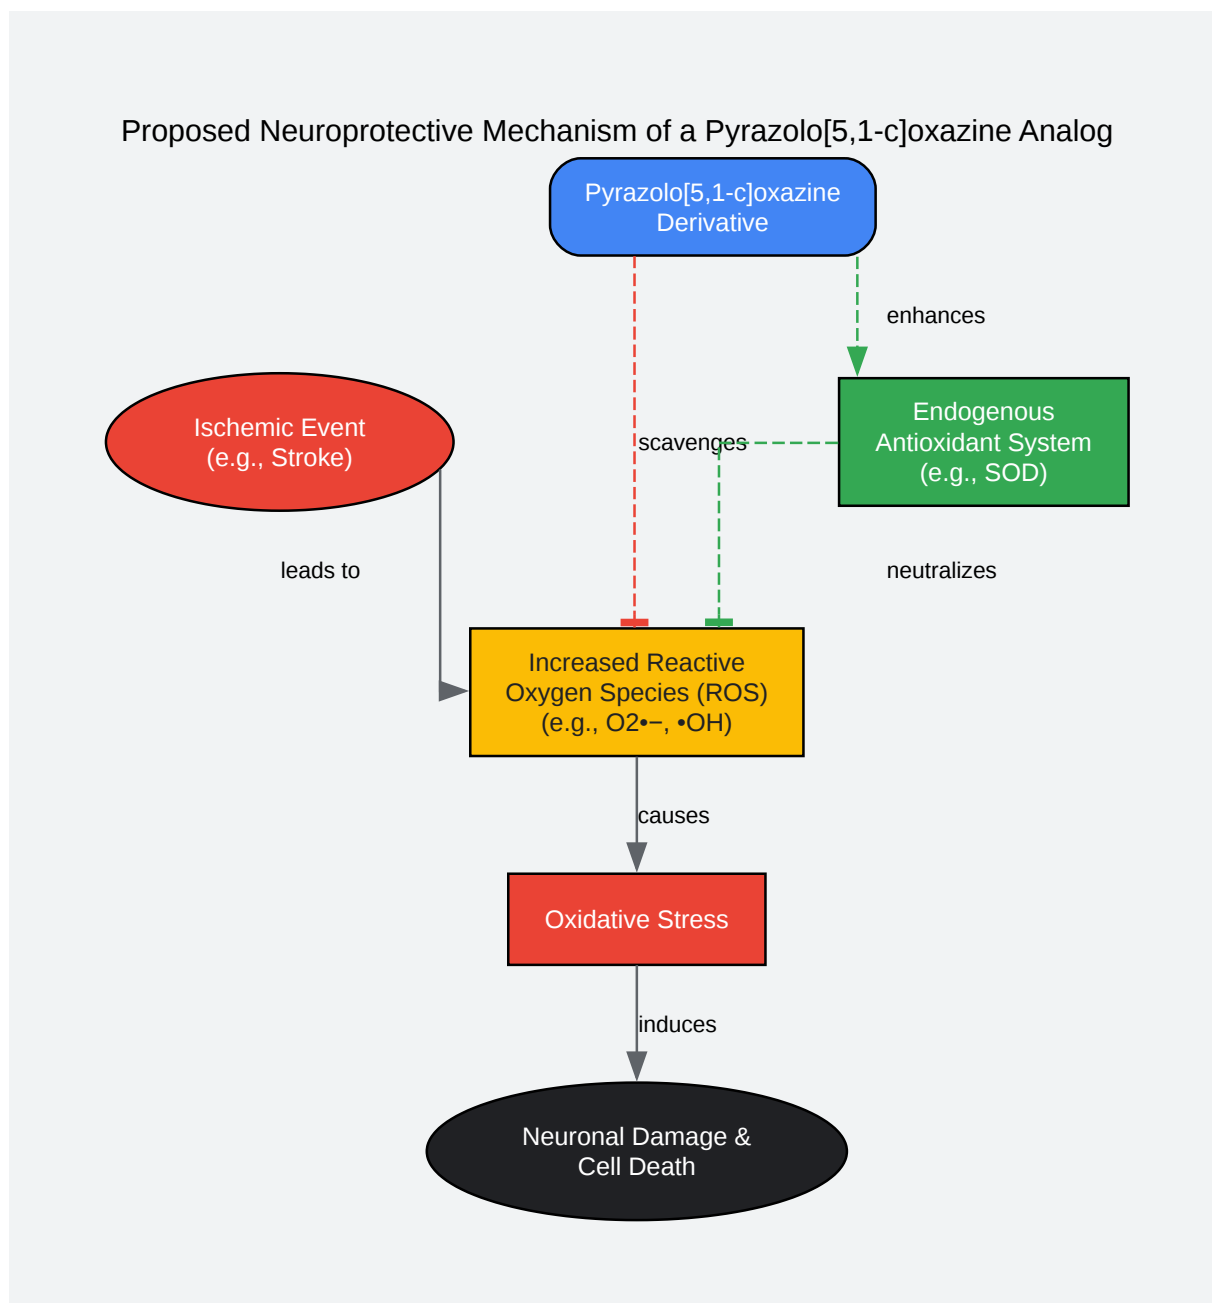 Proposed Neuroprotective Mechanism of a Pyrazolo[5,1-c]oxazine Analog
Pyrazolo[5,1-c]oxazine
Derivative
enhances
Ischemic Event
(e.g., Stroke)
scavenges
Endogenous
Antioxidant System
(e.g., SOD)
leads to
neutralizes
Increased Reactive
Oxygen Species (ROS)
(e.g., O2•−, •OH)
causes
Oxidative Stress
induces
Neuronal Damage &
Cell Death